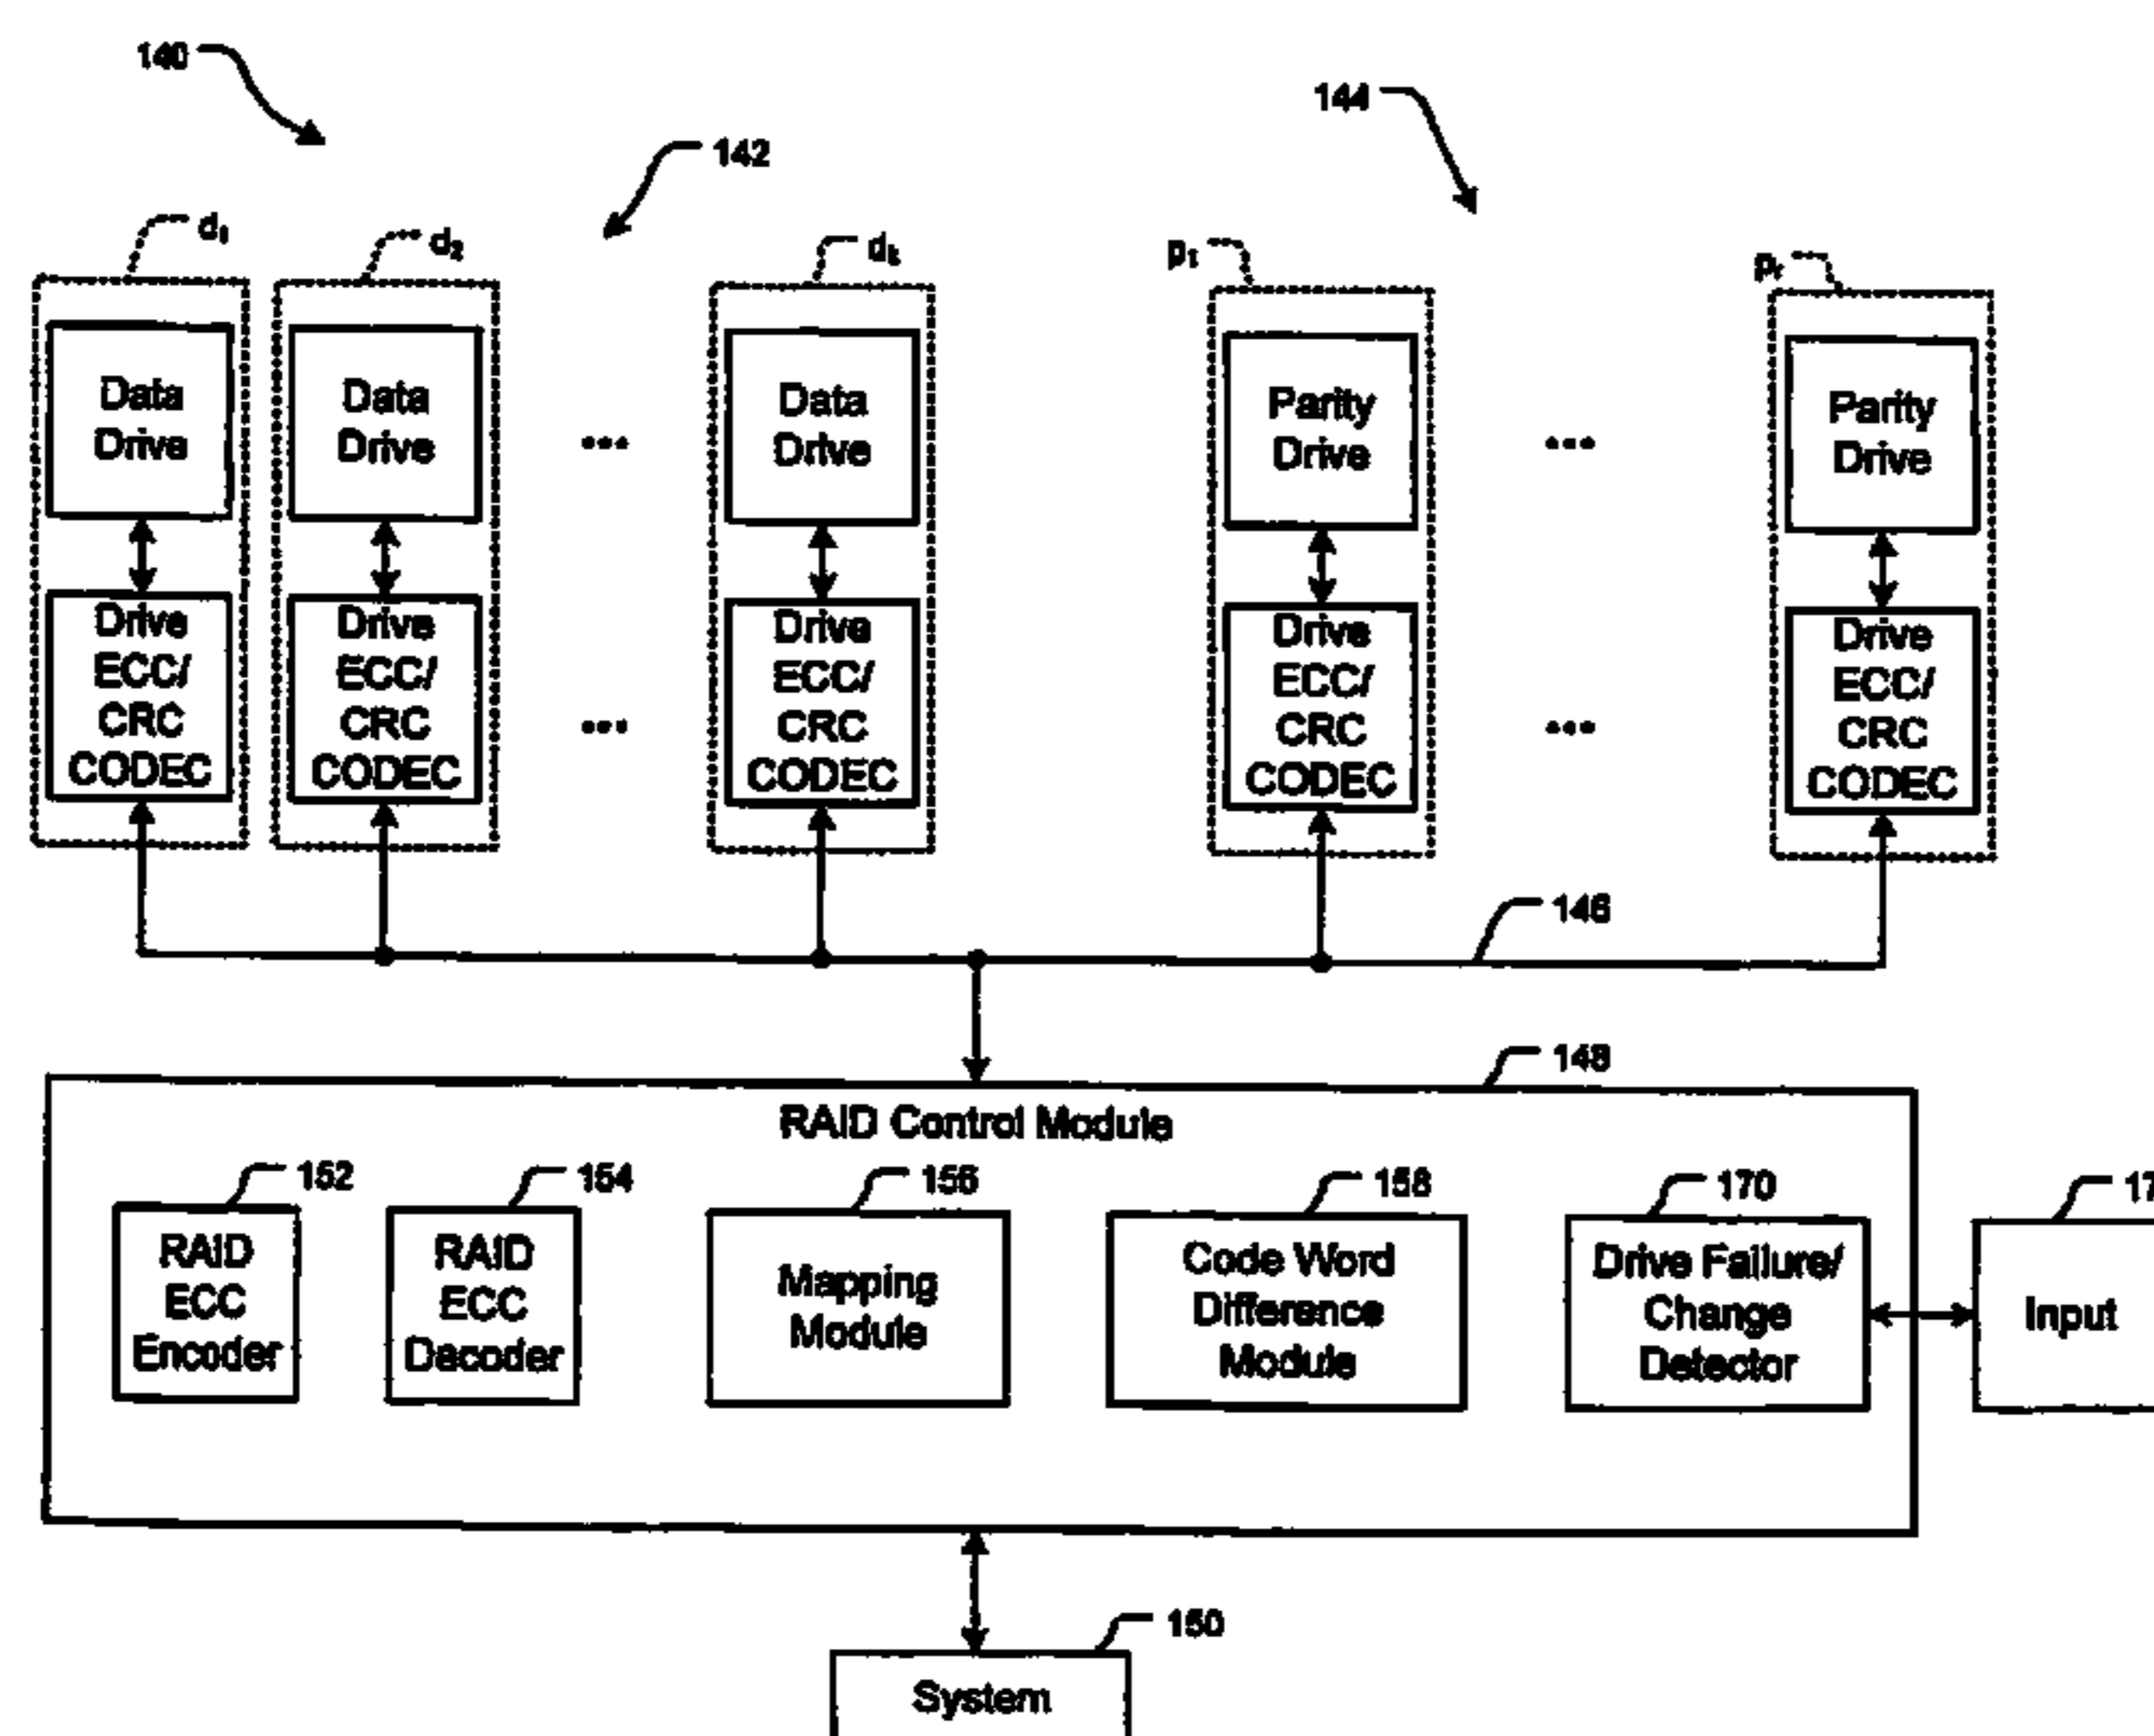 140
144
142
d1
d2
dk
p1
pr
Data
Drive
Data
Drive
...
Data
Drive
Parity
Drive
...
Parity
Drive
Drive
ECC/
CRC
CODEC
Drive
ECC/
CRC
CODEC
...
Drive
ECC/
CRC
CODEC
Drive
ECC/
CRC
CODEC
...
Drive
ECC/
CRC
CODEC
146
148
RAID Control Module
152
154
156
158
170
RAID
ECC
Encoder
RAID
ECC
Decoder
Mapping
Module
Code Word
Difference
Module
Drive Failure/
Change
Detector
Input
150
System